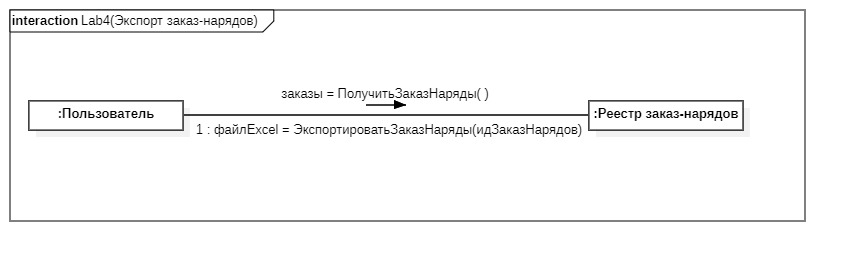 interaction Lab4(Экспорт заказ-нарядов)
заказы = ПолучитьЗаказНаряды( )
:Пользователь
:Реестр заказ-нарядов
1 : файлExcel = ЭкспортироватьЗаказНаряды(идЗаказНарядов)